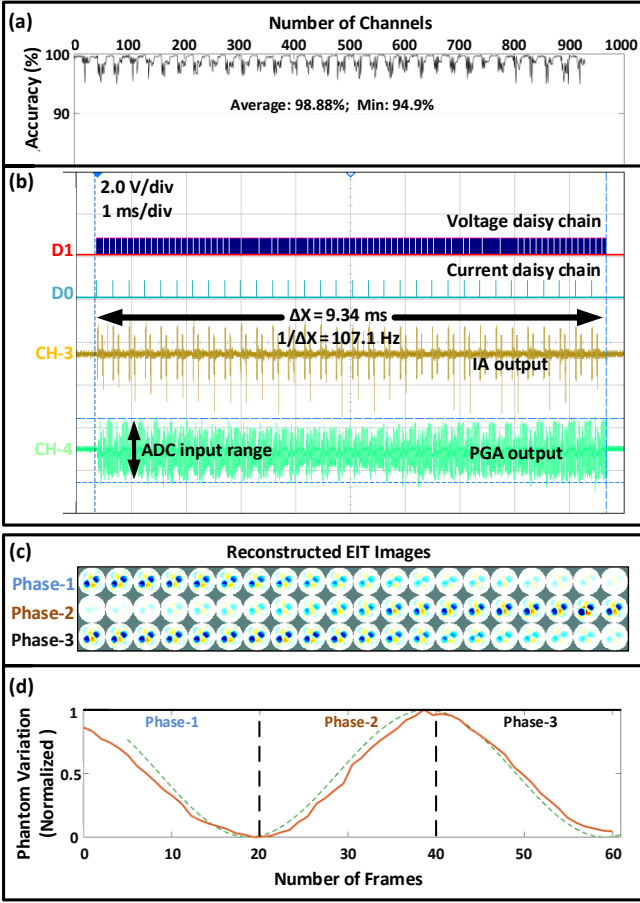 (a)
Number of Channels
0 100 200 300 400 500 600 700 800 900 1000
Accuracy (%)
100
90
Average: 98.88%; Min: 94.9%
(b)
2.0 V/div
1 ms/div
Voltage daisy chain
D1
Current daisy chain
D0
ΔX = 9.34 ms
1/ΔX = 107.1 Hz
CH-3
IA output
CH-4
ADC input range
PGA output
(c)
Reconstructed EIT Images
Phase-1
Phase-2
Phase-3
(d)
Phantom Variation
(Normalized )
1
0.5
0
Phase-1
Phase-2
Phase-3
0 10 20 30 40 50 60
Number of Frames